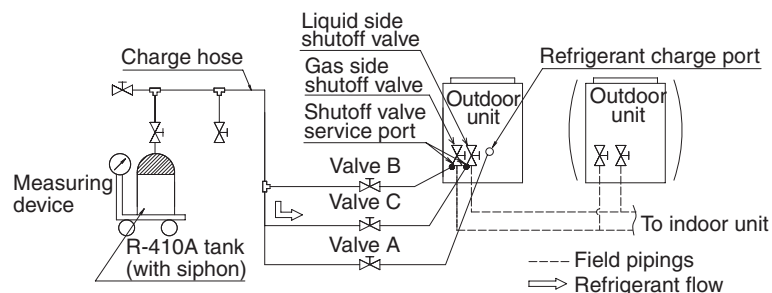 Liquid side
shutoff valve
Refrigerant charge port
Charge hose
Gas side
shutoff valve
Outdoor
unit
Outdoor
unit
Shutoff valve
service port
Valve B
Measuring
device
Valve C
To indoor unit
R-410A tank
(with siphon)
Valve A
Field pipings
Refrigerant flow